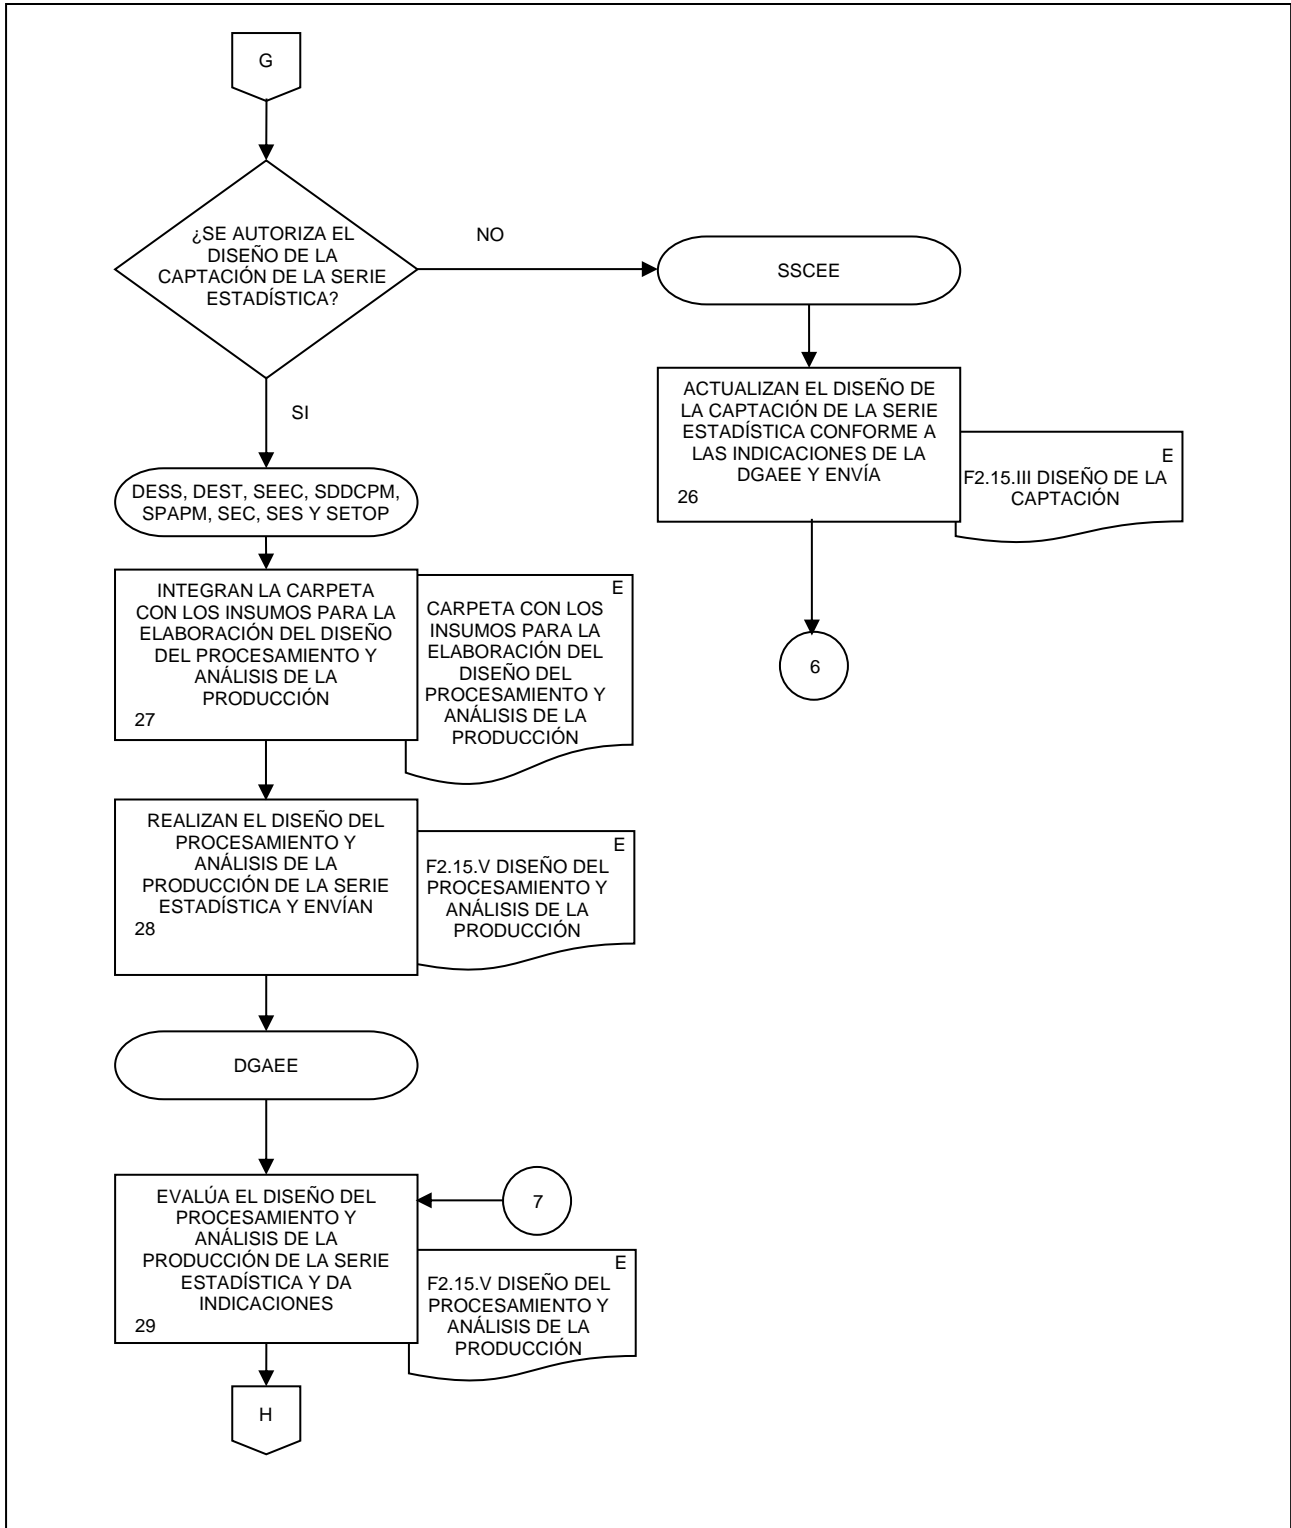 G
¿SE AUTORIZA EL
DISEÑO DE LA
CAPTACIÓN DE LA SERIE
ESTADÍSTICA?
NO
SSCEE
ACTUALIZAN EL DISEÑO DE
LA CAPTACIÓN DE LA SERIE
ESTADÍSTICA CONFORME A
LAS INDICACIONES DE LA
DGAEE Y ENVÍA
26
E
F2.15.III DISEÑO DE LA
CAPTACIÓN
6
SI
DESS, DEST, SEEC, SDDCPM,
SPAPM, SEC, SES Y SETOP
INTEGRAN LA CARPETA
CON LOS INSUMOS PARA LA
ELABORACIÓN DEL DISEÑO
DEL PROCESAMIENTO Y
ANÁLISIS DE LA
PRODUCCIÓN
27
E
CARPETA CON LOS
INSUMOS PARA LA
ELABORACIÓN DEL
DISEÑO DEL
PROCESAMIENTO Y
ANÁLISIS DE LA
PRODUCCIÓN
REALIZAN EL DISEÑO DEL
PROCESAMIENTO Y
ANÁLISIS DE LA
PRODUCCIÓN DE LA SERIE
ESTADÍSTICA Y ENVÍAN
28
E
F2.15.V DISEÑO DEL
PROCESAMIENTO Y
ANÁLISIS DE LA
PRODUCCIÓN
DGAEE
EVALÚA EL DISEÑO DEL
PROCESAMIENTO Y
ANÁLISIS DE LA
PRODUCCIÓN DE LA SERIE
ESTADÍSTICA Y DA
INDICACIONES
29
7
E
F2.15.V DISEÑO DEL
PROCESAMIENTO Y
ANÁLISIS DE LA
PRODUCCIÓN
H